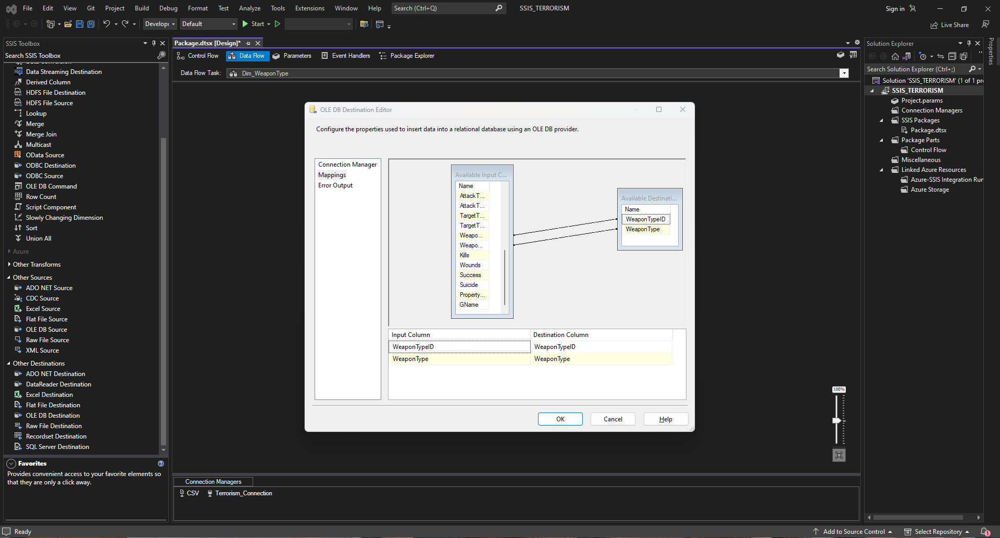 File Edit View Git Project Build Debug Format Test Analyze Tools Extensions Window Help Search (Ctrl+Q) SSIS_TERRORISM Sign in
Develop Default Start Live Share
SSIS Toolbox
Search SSIS Toolbox
Data Streaming Destination
Derived Column
HDFS File Destination
HDFS File Source
Lookup
Merge
Merge Join
Multicast
OData Source
ODBC Destination
ODBC Source
OLE DB Command
Row Count
Script Component
Slowly Changing Dimension
Sort
Union All
Azure
Other Transforms
Other Sources
ADO NET Source
CDC Source
Excel Source
Flat File Source
OLE DB Source
Raw File Source
XML Source
Other Destinations
ADO NET Destination
DataReader Destination
Excel Destination
Flat File Destination
OLE DB Destination
Raw File Destination
Recordset Destination
SQL Server Destination
Favorites
Provides convenient access to your favorite elements so
that they are only a click away.
Package.dtsx [Design]*
Control Flow Data Flow Parameters Event Handlers Package Explorer
Data Flow Task: Dim_WeaponType
OLE DB Destination Editor
Configure the properties used to insert data into a relational database using an OLE DB provider.
Connection Manager
Mappings
Error Output
Available Input C...
Name
AttackT...
AttackT...
TargetT...
TargetT...
Weapo...
Weapo...
Kills
Wounds
Success
Suicide
Property...
GName
Available Destinati...
Name
WeaponTypeID
WeaponType
Input Column Destination Column
WeaponTypeID WeaponTypeID
WeaponType WeaponType
OK Cancel Help
100%
Connection Managers
CSV Terrorism_Connection
Solution Explorer
Search Solution Explorer (Ctrl+;)
Solution 'SSIS_TERRORISM' (1 of 1 pr
SSIS_TERRORISM
Project.params
Connection Managers
SSIS Packages
Package.dtsx
Package Parts
Control Flow
Miscellaneous
Linked Azure Resources
Azure-SSIS Integration Run
Azure Storage
Properties
Ready Add to Source Control Select Repository 1